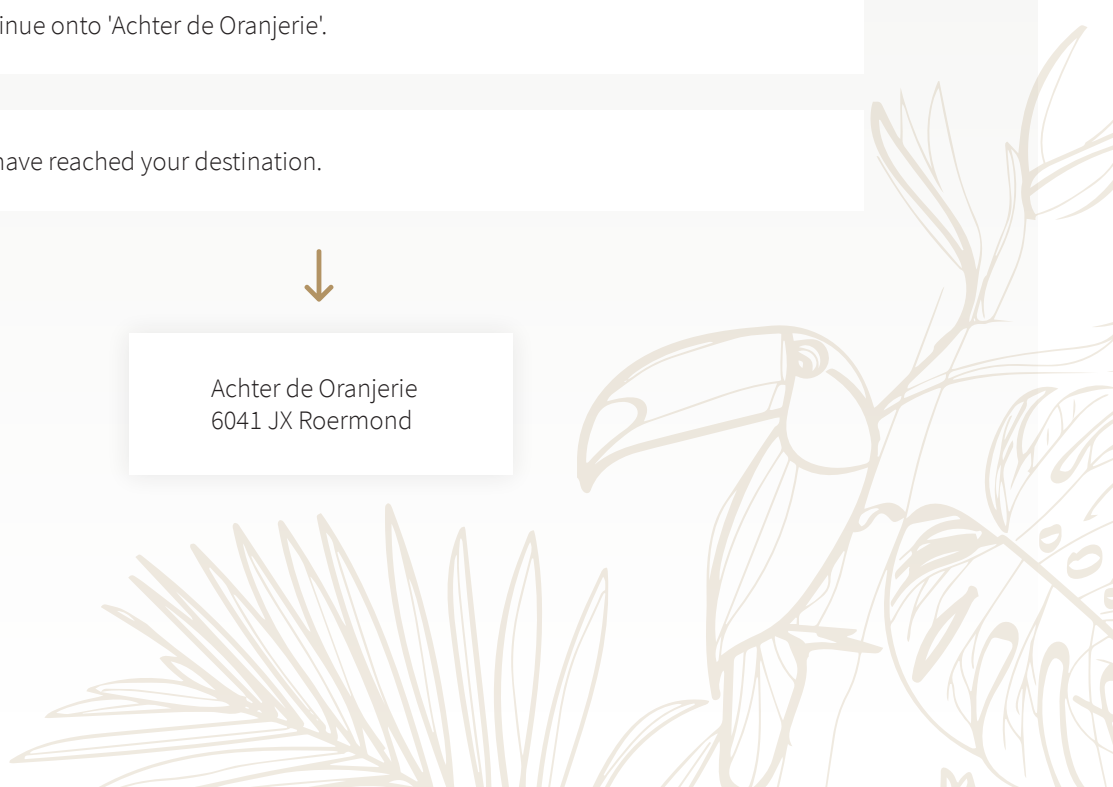 inue onto 'Achter de Oranjerie'.
have reached your destination.
Achter de Oranjerie
6041 JX Roermond